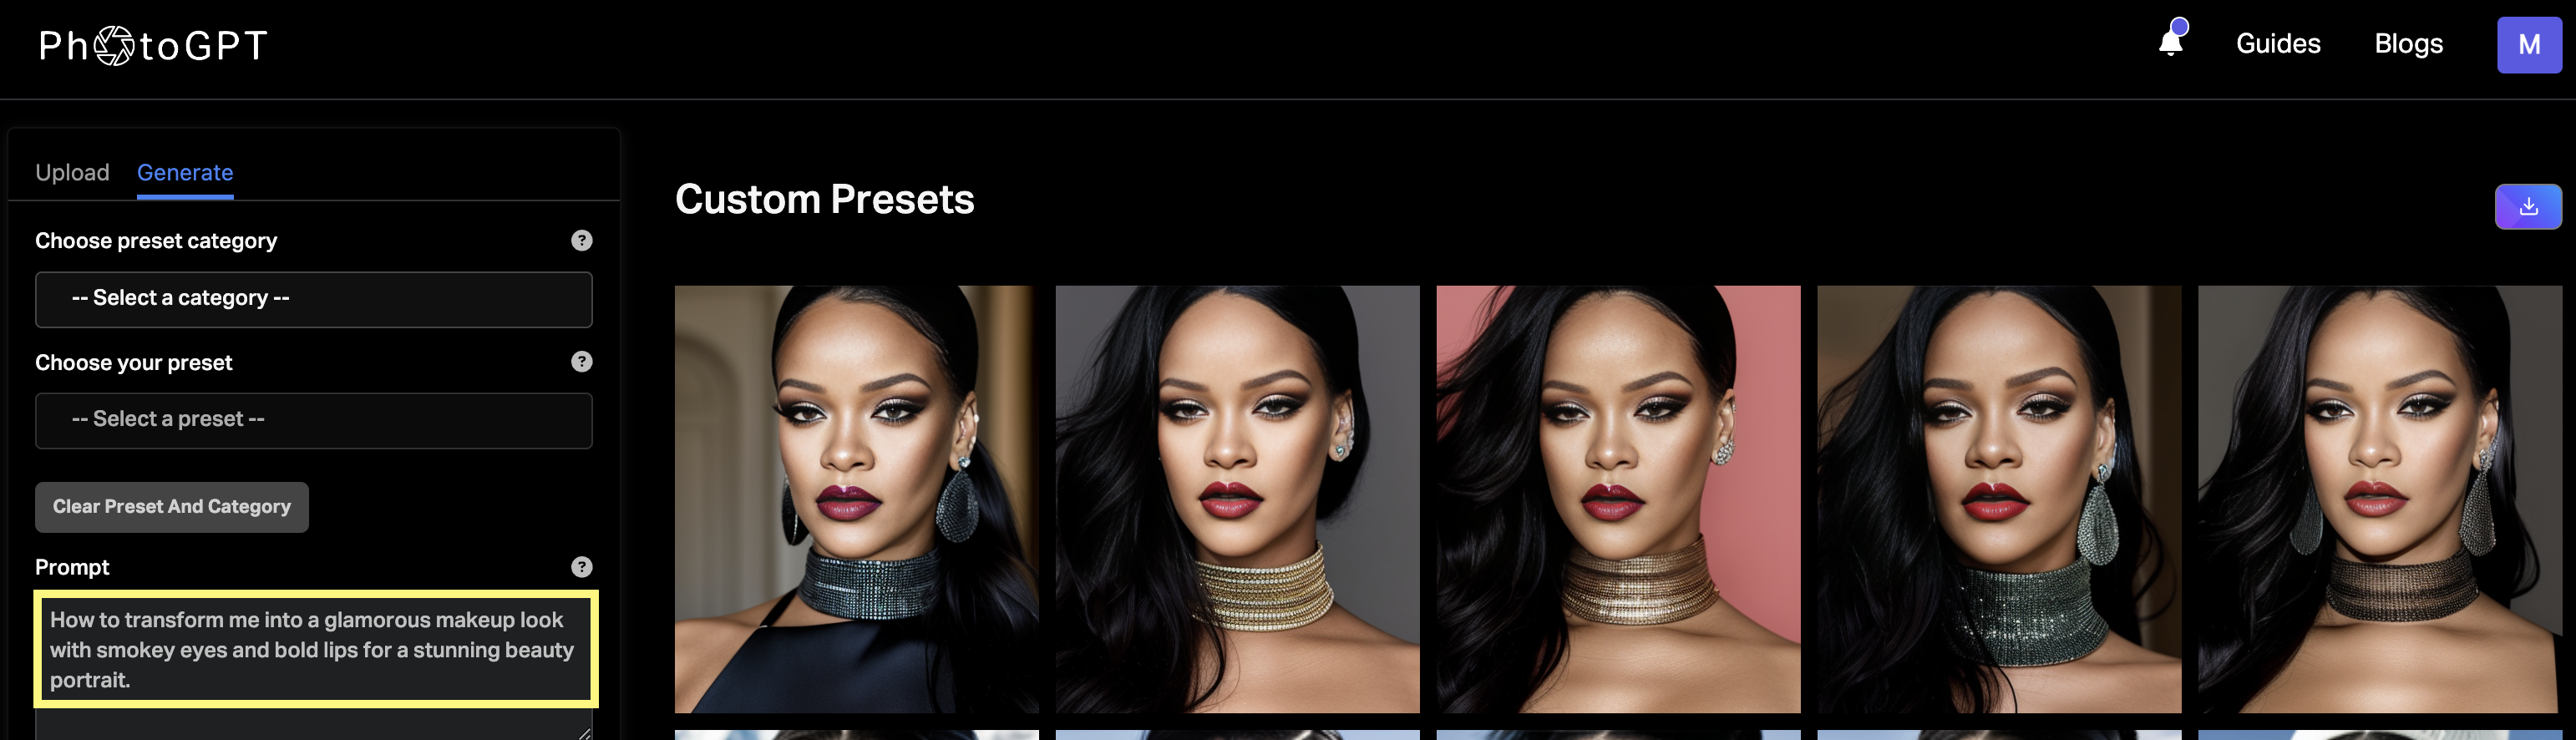 PhotoGPT
Guides
Blogs
M
Upload
Generate
Choose preset category
?
-- Select a category --
Choose your preset
?
-- Select a preset --
Clear Preset And Category
Prompt
?
How to transform me into a glamorous makeup look
with smokey eyes and bold lips for a stunning beauty
portrait.
Custom Presets